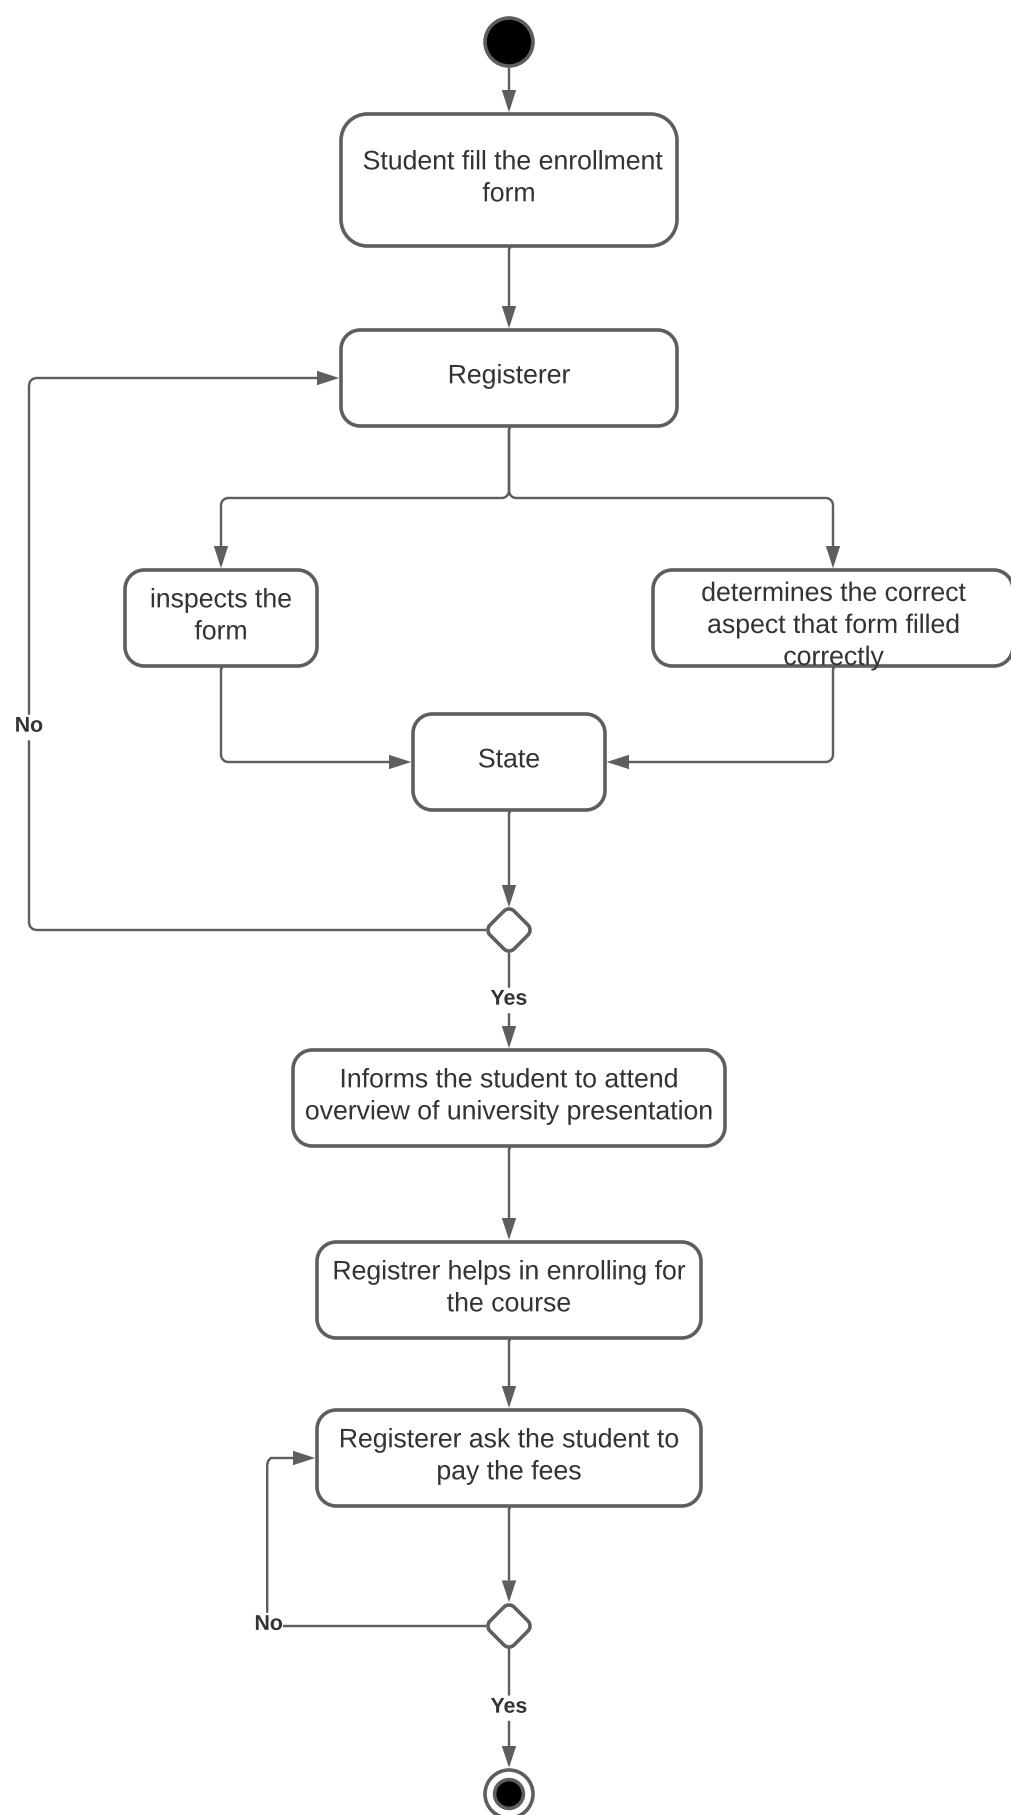 Student fill the enrollment
form
Registerer
inspects the
form
determines the correct
aspect that form filled
correctly
No
State
Yes
Informs the student to attend
overview of university presentation
Registrer helps in enrolling for
the course
Registerer ask the student to
pay the fees
No
Yes